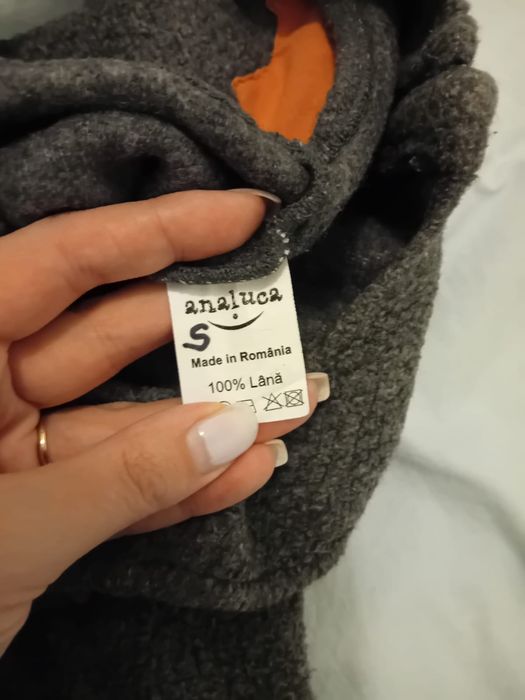 analuca
S
Made in România
100% Lână